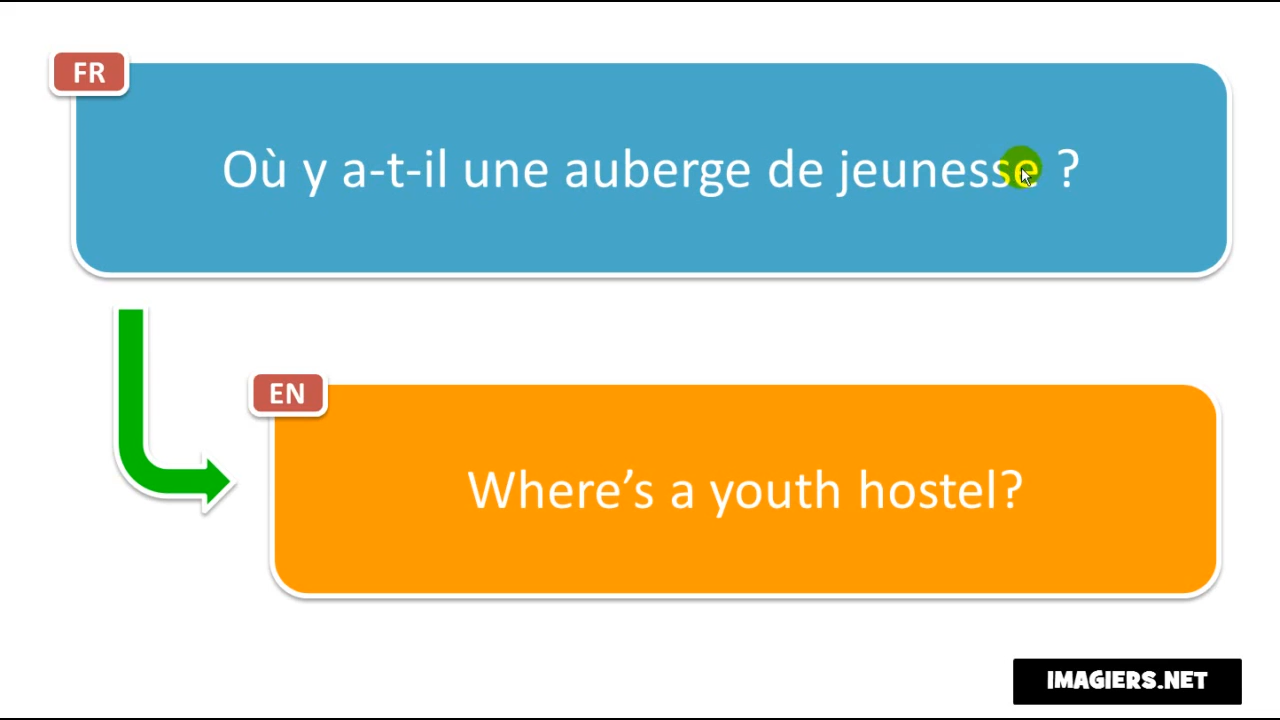 FR
Où y a-t-il une auberge de jeunesse ?
EN
Where’s a youth hostel?
IMAGIERS.NET